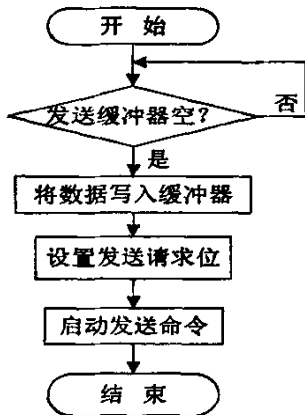 开 始
发送缓冲器空?
否
是
将数据写入缓冲器
设置发送请求位
启动发送命令
结 束